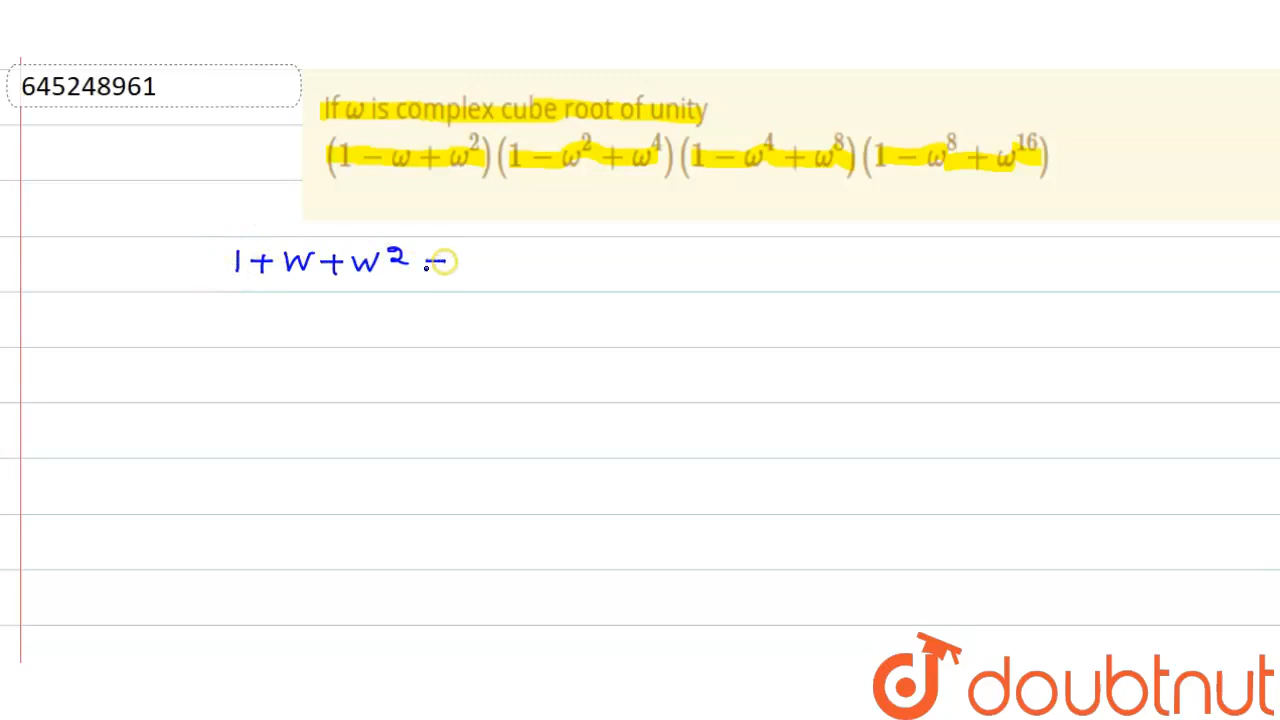 645248961
If ω is complex cube root of unity
(1 − ω + ω²)(1 − ω² + ω⁴)(1 − ω⁴ + ω⁸)(1 − ω⁸ + ω¹⁶)
1 + w + w² =
doubtnut